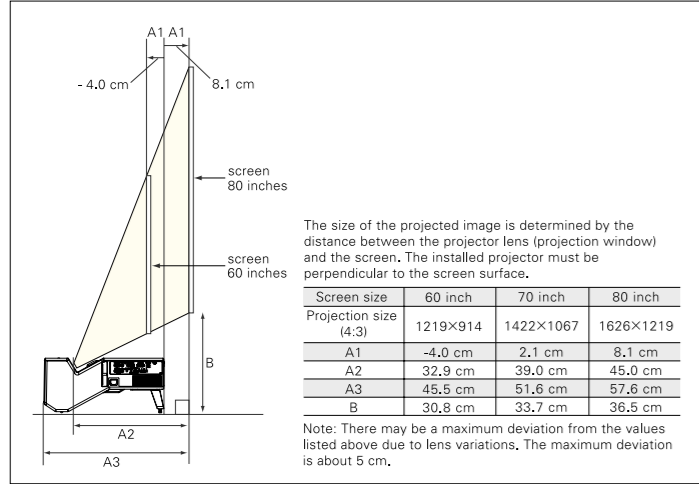 A1 A1
- 4.0 cm
8.1 cm
screen
80 inches
screen
60 inches
B
A2
A3
The size of the projected image is determined by the
distance between the projector lens (projection window)
and the screen. The installed projector must be
perpendicular to the screen surface.
Screen size 60 inch 70 inch 80 inch
Projection size
(4:3) 1219×914 1422×1067 1626×1219
A1 -4.0 cm 2.1 cm 8.1 cm
A2 32.9 cm 39.0 cm 45.0 cm
A3 45.5 cm 51.6 cm 57.6 cm
B 30.8 cm 33.7 cm 36.5 cm
Note: There may be a maximum deviation from the values
listed above due to lens variations. The maximum deviation
is about 5 cm.